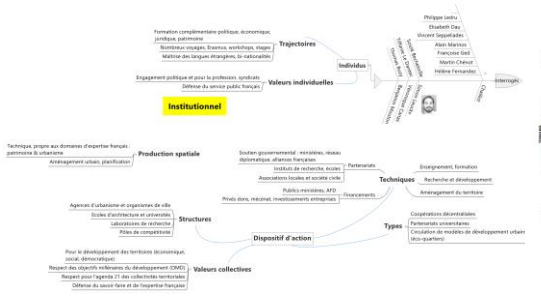 Formation complémentaire politique, économique,
juridique, patrimoine
Nombreux voyages, Erasmus, workshops, stages
Maîtrise des langues étrangères, bi-nationalités
Trajectoires
Engagement politique et pour la profession, syndicats
Défense du service public français
Valeurs individuelles
Individus
Institutionnel
Philippe Ledru
Elisabeth Day
Vincent Seppellades
Alain Marinos
Françoise Ged
Martin Chénot
Hélène Fernandez
Interrogés
Technique, propre aux domaines d'expertise français :
patrimoine & urbanisme
Aménagement urbain, planification
Production spatiale
Soutien gouvernemental : ministères, réseau
diplomatique, alliances françaises
Instituts de recherche, écoles
Associations locales et société civile
Partenariats
Publics ministères, AFD
Privés dons, mécénat, investissements entreprises
Financements
Techniques
Enseignement, formation
Recherche et développement
Aménagement du territoire
Types
Coopérations décentralisées
Partenariats universitaires
Circulation de modèles de développement urbain
(éco-quartiers)
Agences d'urbanisme et organismes de ville
Ecoles d'architecture et universités
Laboratoires de recherche
Pôles de compétitivité
Structures
Dispositif d'action
Pour le développement des territoires (économique,
social, démocratique)
Respect des objectifs millénaires du développement (OMD)
Respect pour l'agenda 21 des collectivités territoriales
Défense du savoir-faire et de l'expertise française
Valeurs collectives